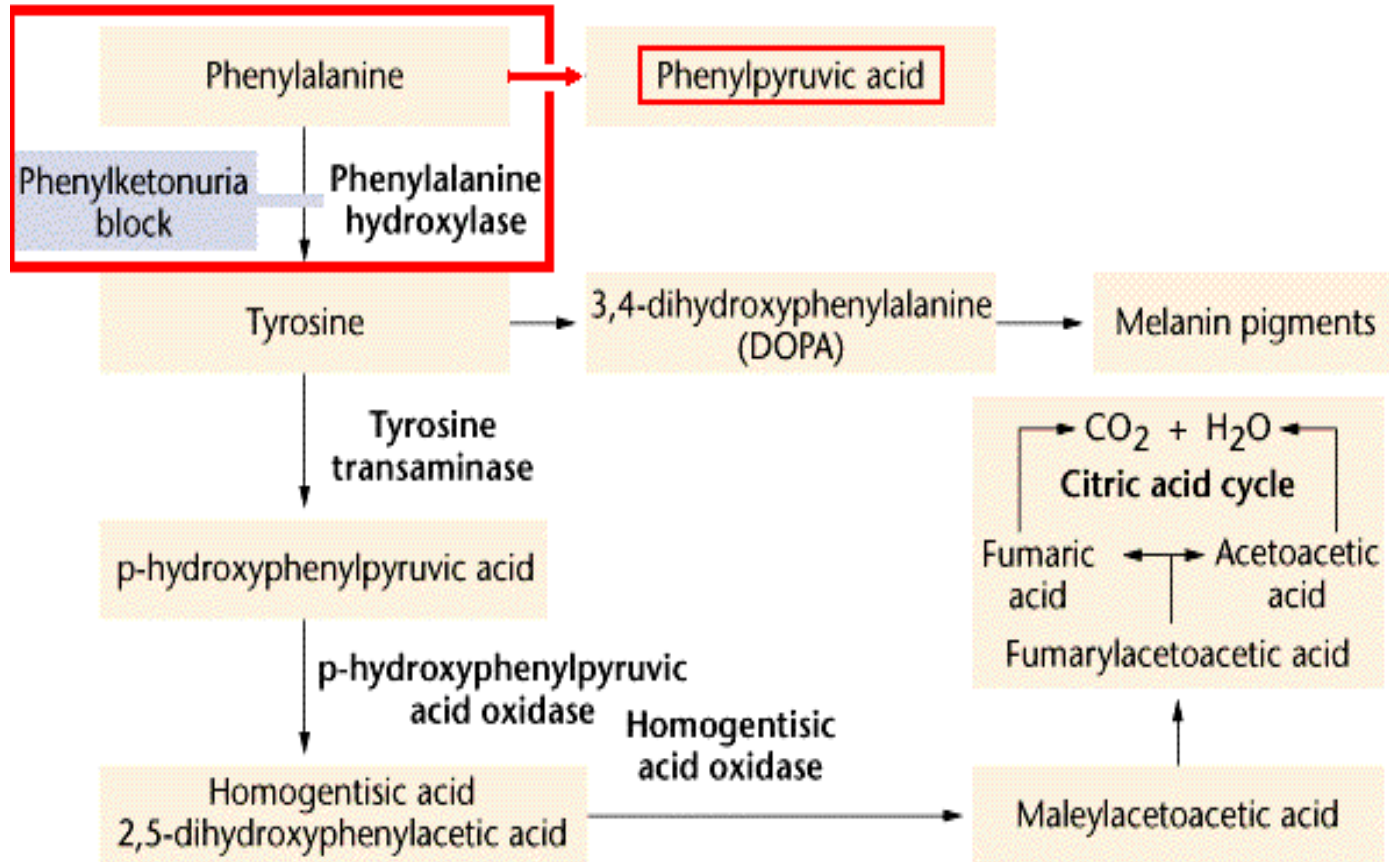 Phenylalanine
Phenylpyruvic acid
Phenylketonuria
block
Phenylalanine
hydroxylase
Tyrosine
3,4-dihydroxyphenylalanine
(DOPA)
Melanin pigments
Tyrosine
transaminase
CO2 + H2O
Citric acid cycle
Fumaric
acid
Acetoacetic
acid
Fumarylacetoacetic acid
p-hydroxyphenylpyruvic acid
p-hydroxyphenylpyruvic
acid oxidase
Homogentisic
acid oxidase
Homogentisic acid
2,5-dihydroxyphenylacetic acid
Maleylacetoacetic acid